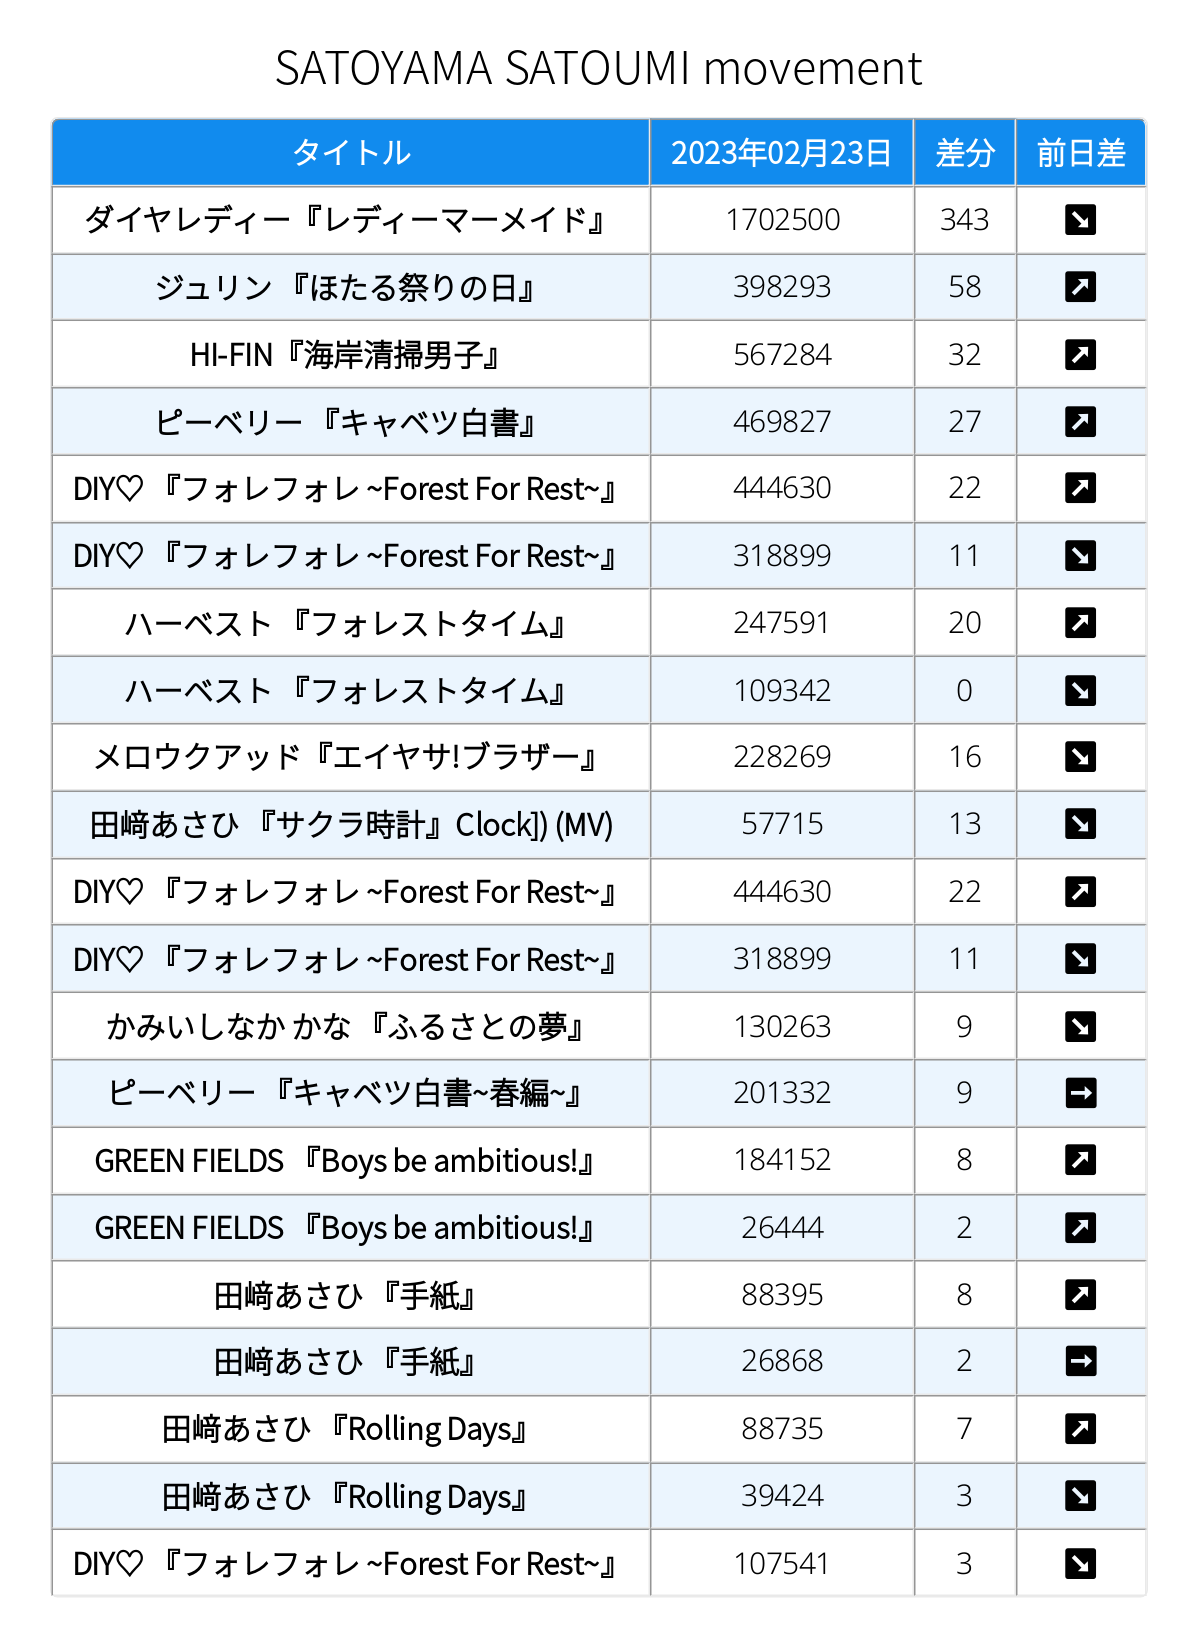 SATOYAMA SATOUMI movement
タイトル 2023年02月23日 差分 前日差
ダイヤレディー『レディーマーメイド』 1702500 343 ↘
ジュリン 『ほたる祭りの日』 398293 58 ↗
HI-FIN『海岸清掃男子』 567284 32 ↗
ピーベリー 『キャベツ白書』 469827 27 ↗
DIY♡ 『フォレフォレ ~Forest For Rest~』 444630 22 ↗
DIY♡ 『フォレフォレ ~Forest For Rest~』 318899 11 ↘
ハーベスト 『フォレストタイム』 247591 20 ↗
ハーベスト 『フォレストタイム』 109342 0 ↘
メロウクアッド『エイヤサ!ブラザー』 228269 16 ↘
田﨑あさひ 『サクラ時計』Clock]) (MV) 57715 13 ↘
DIY♡ 『フォレフォレ ~Forest For Rest~』 444630 22 ↗
DIY♡ 『フォレフォレ ~Forest For Rest~』 318899 11 ↘
かみいしなか かな 『ふるさとの夢』 130263 9 ↘
ピーベリー 『キャベツ白書~春編~』 201332 9 →
GREEN FIELDS 『Boys be ambitious!』 184152 8 ↗
GREEN FIELDS 『Boys be ambitious!』 26444 2 ↗
田﨑あさひ 『手紙』 88395 8 ↗
田﨑あさひ 『手紙』 26868 2 →
田﨑あさひ 『Rolling Days』 88735 7 ↗
田﨑あさひ 『Rolling Days』 39424 3 ↘
DIY♡ 『フォレフォレ ~Forest For Rest~』 107541 3 ↘